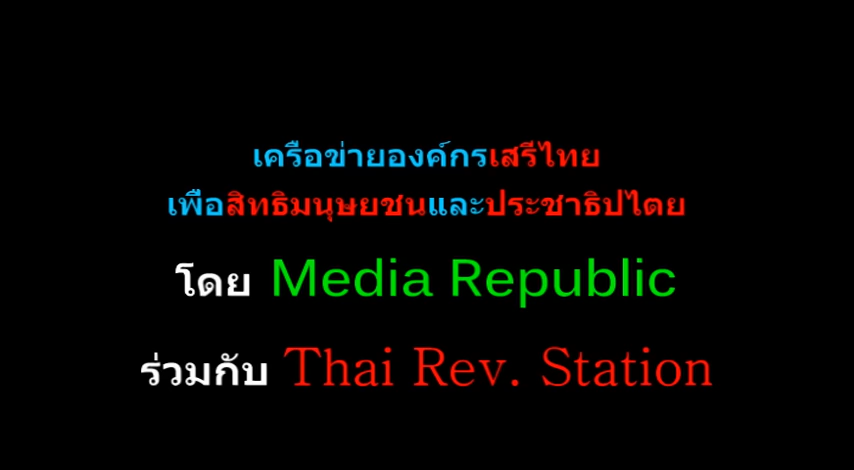 เครือข่ายองค์กรเสรีไทย
เพื่อสิทธิมนุษยชนและประชาธิปไตย
โดย Media Republic
ร่วมกับ Thai Rev. Station